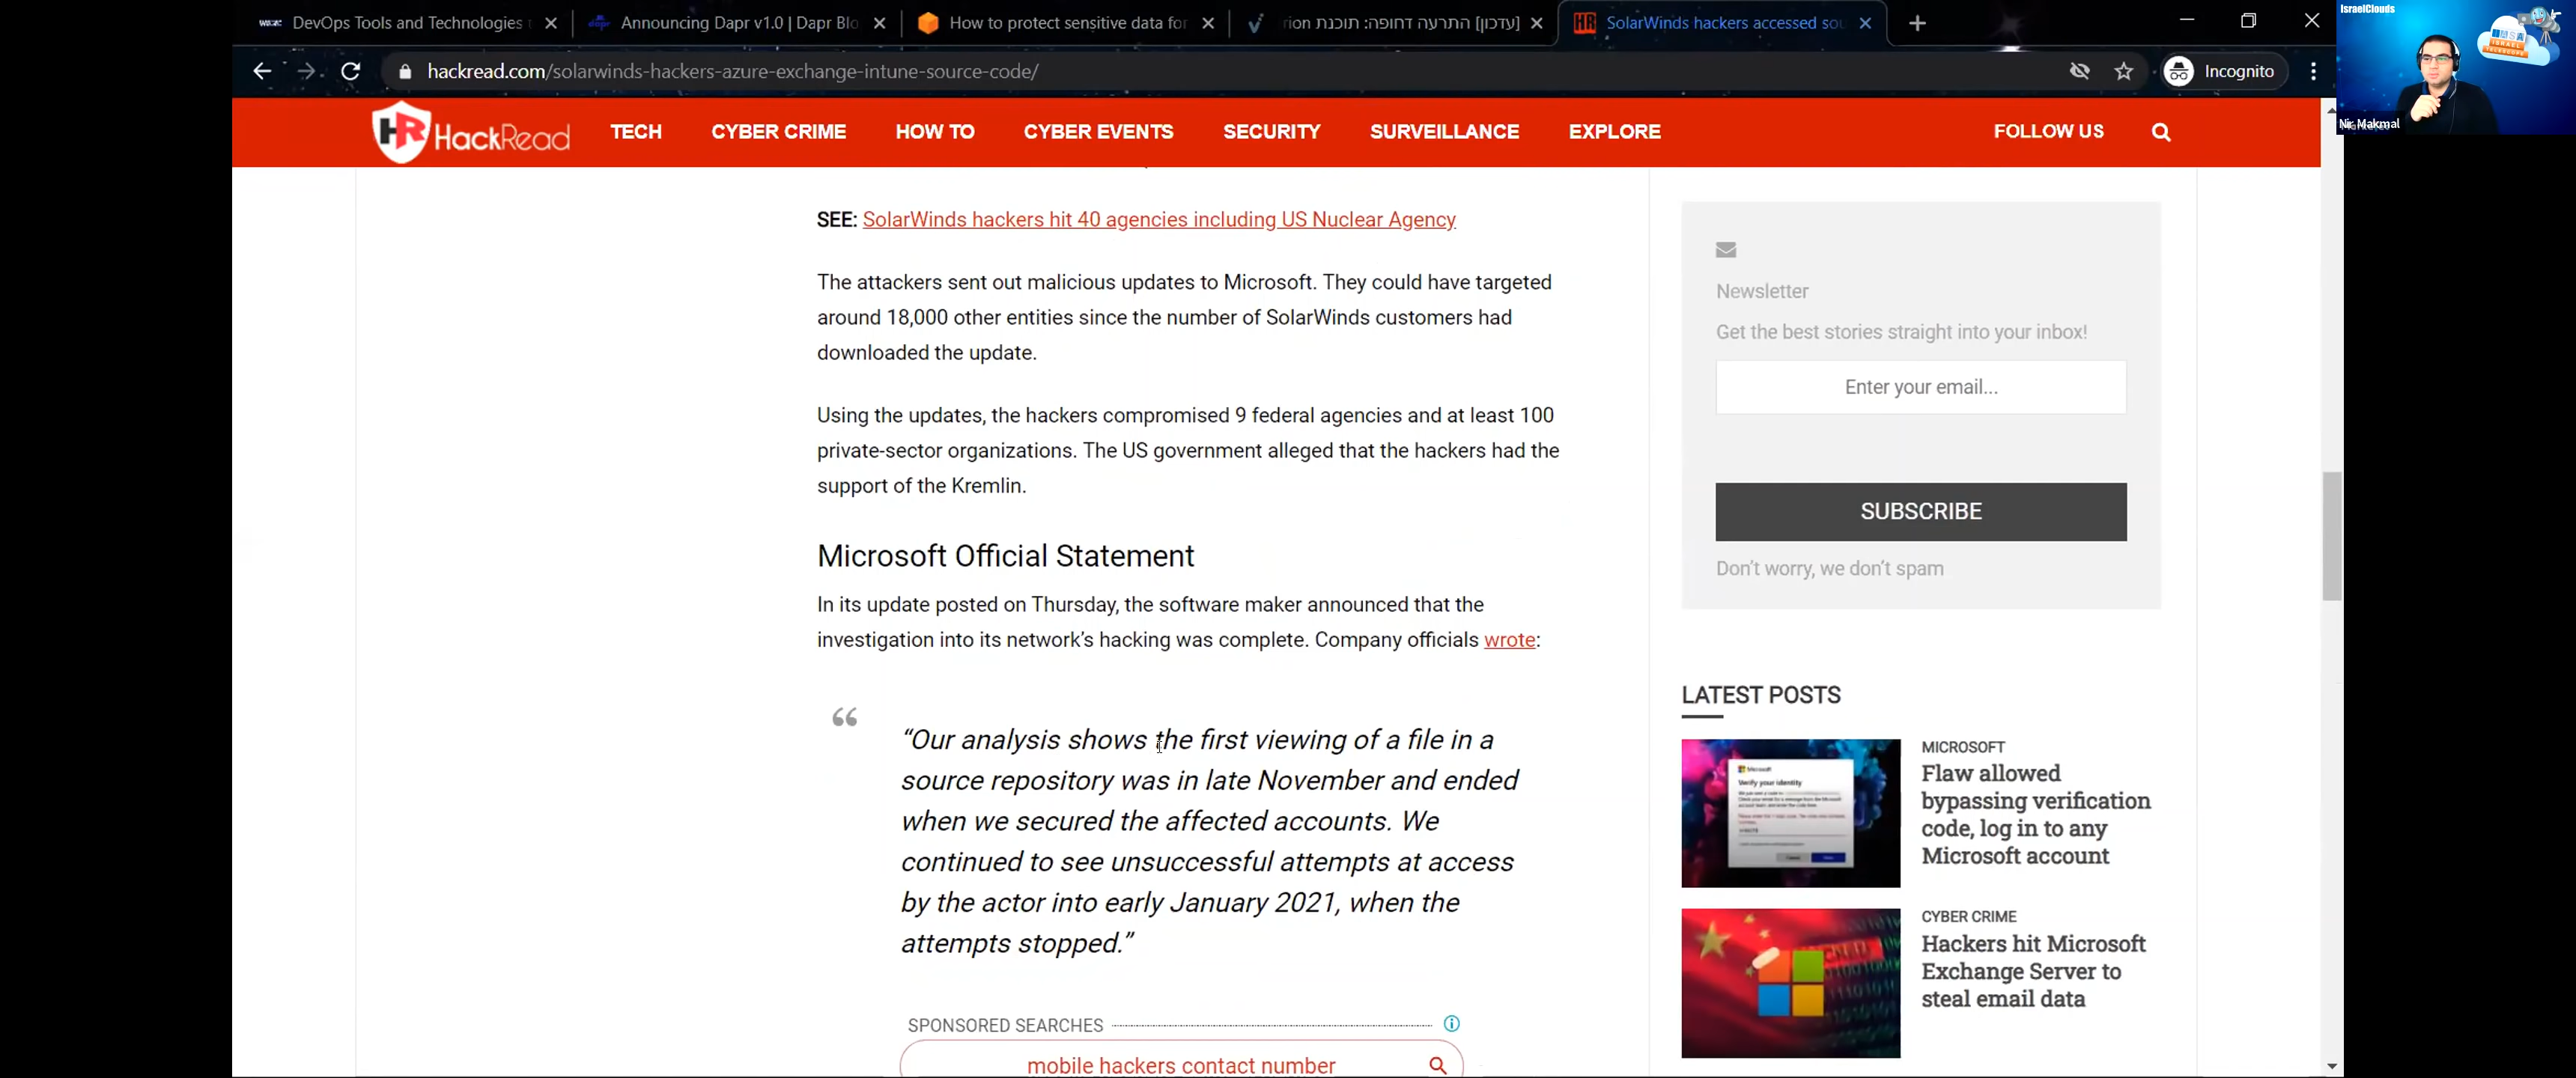 DevOps Tools and Technologies t
Announcing Dapr v1.0 | Dapr Blo
How to protect sensitive data for
[עדכון] התרעה דחופה: תוכנת rion
HR
SolarWinds hackers accessed sou
hackread.com/solarwinds-hackers-azure-exchange-intune-source-code/
Incognito
IsraelClouds
Nir Makmal
HR HackRead
TECH
CYBER CRIME
HOW TO
CYBER EVENTS
SECURITY
SURVEILLANCE
EXPLORE
FOLLOW US
SEE: SolarWinds hackers hit 40 agencies including US Nuclear Agency
The attackers sent out malicious updates to Microsoft. They could have targeted
around 18,000 other entities since the number of SolarWinds customers had
downloaded the update.
Using the updates, the hackers compromised 9 federal agencies and at least 100
private-sector organizations. The US government alleged that the hackers had the
support of the Kremlin.
Microsoft Official Statement
In its update posted on Thursday, the software maker announced that the
investigation into its network’s hacking was complete. Company officials wrote:
“Our analysis shows the first viewing of a file in a
source repository was in late November and ended
when we secured the affected accounts. We
continued to see unsuccessful attempts at access
by the actor into early January 2021, when the
attempts stopped.”
SPONSORED SEARCHES
mobile hackers contact number
Newsletter
Get the best stories straight into your inbox!
Enter your email...
SUBSCRIBE
Don’t worry, we don’t spam
LATEST POSTS
Microsoft
Verify your identity
MICROSOFT
Flaw allowed
bypassing verification
code, log in to any
Microsoft account
CYBER CRIME
Hackers hit Microsoft
Exchange Server to
steal email data